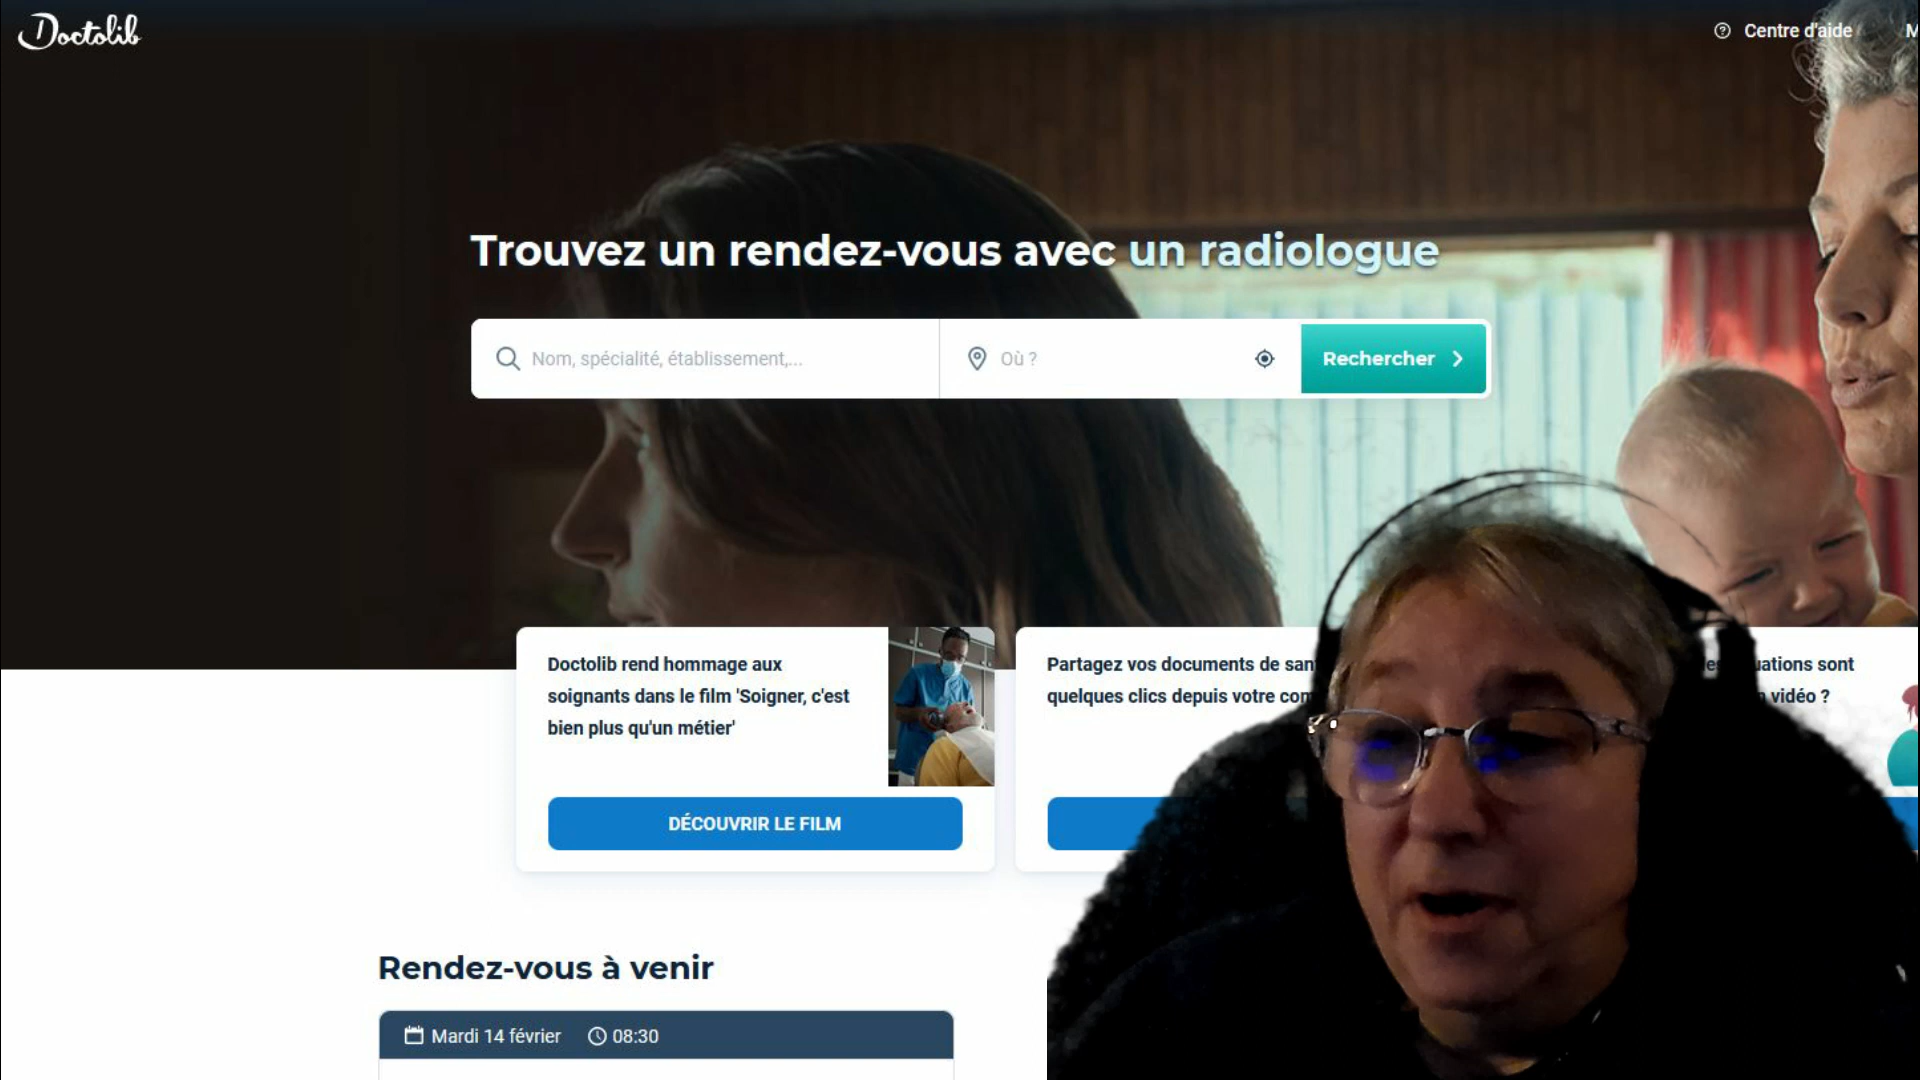 Doctolib
Centre d'aide
Trouvez un rendez-vous avec un radiologue
Nom, spécialité, établissement,...
Où ?
Rechercher
Doctolib rend hommage aux
soignants dans le film 'Soigner, c'est
bien plus qu'un métier'
DÉCOUVRIR LE FILM
Partagez vos documents de
quelques clics depuis votre
sont
vidéo ?
Rendez-vous à venir
Mardi 14 février
08:30